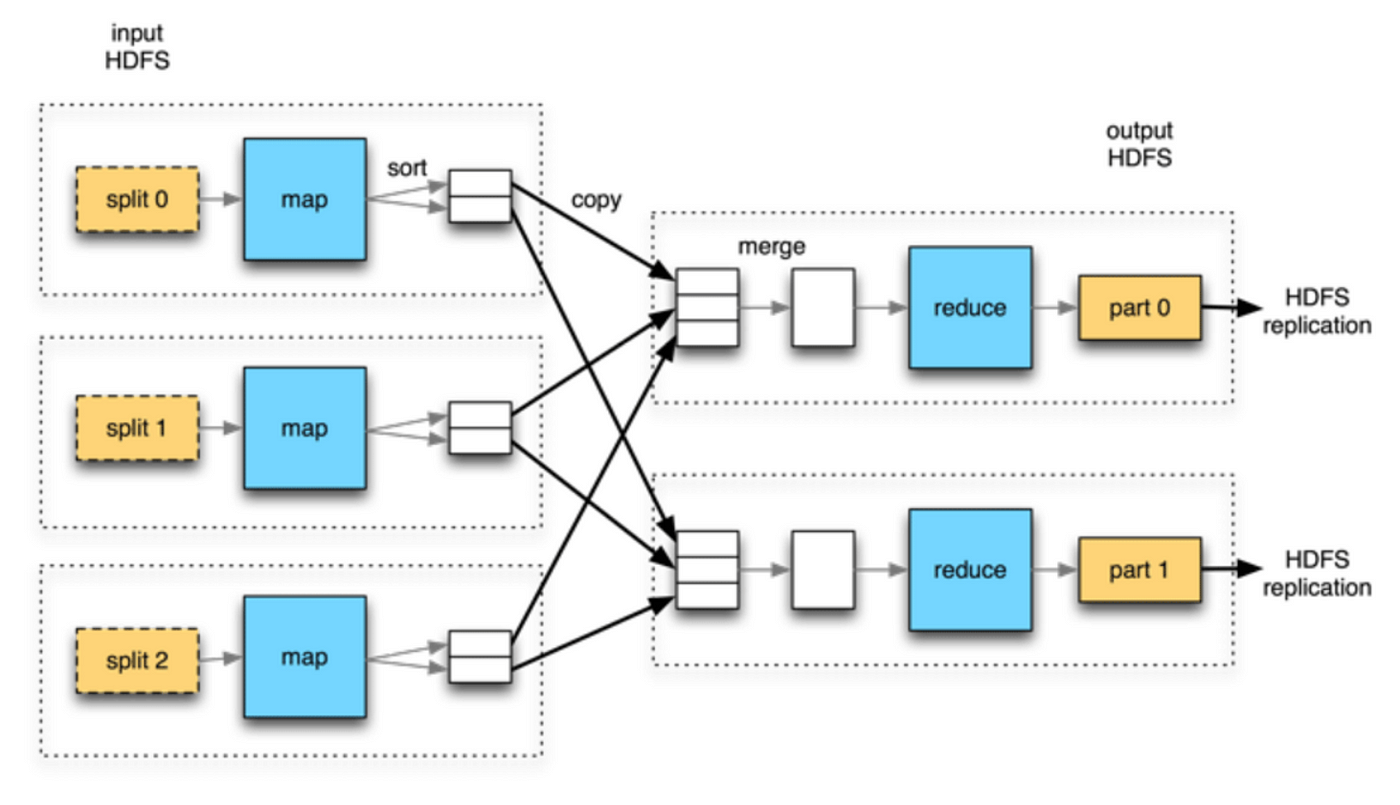 input
HDFS
output
HDFS
split 0
map
sort
copy
merge
reduce
part 0
HDFS
replication
split 1
map
reduce
part 1
HDFS
replication
split 2
map